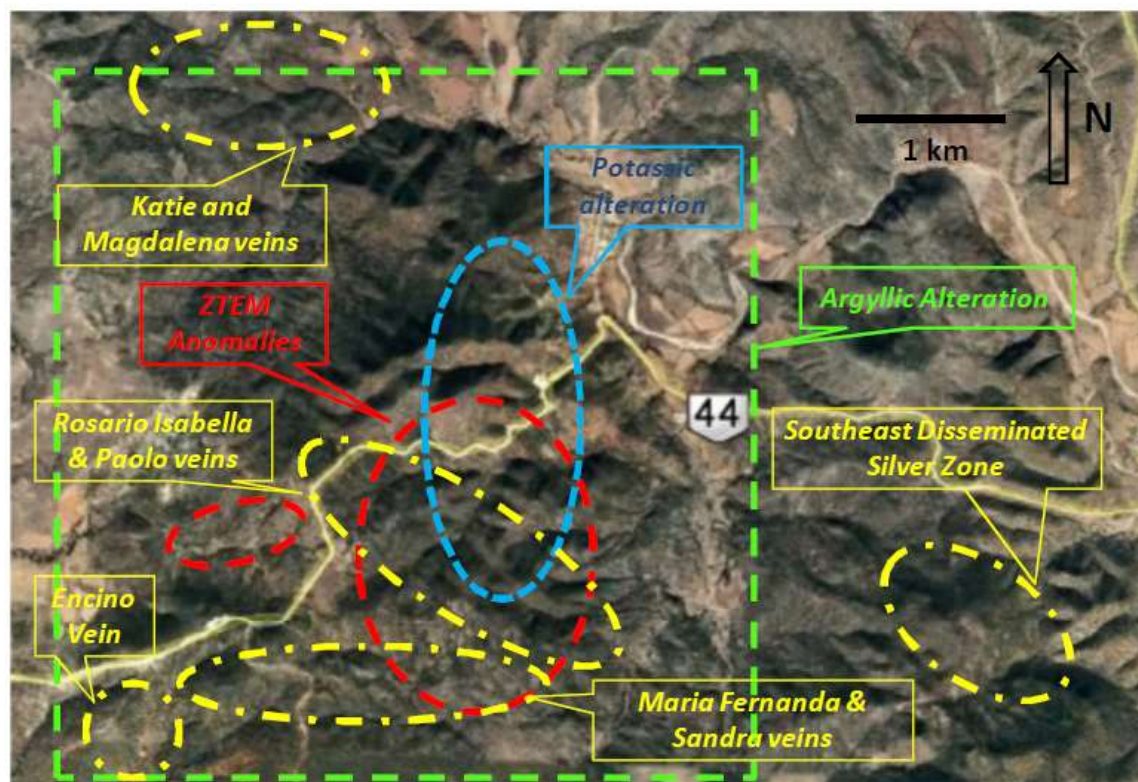 N
1 km
Potassic
alteration
Katie and
Magdalena veins
ZTEM
Anomalies
Argyllic Alteration
Rosario Isabella
& Paolo veins
44
Southeast Disseminated
Silver Zone
Encino
Vein
Maria Fernanda &
Sandra veins